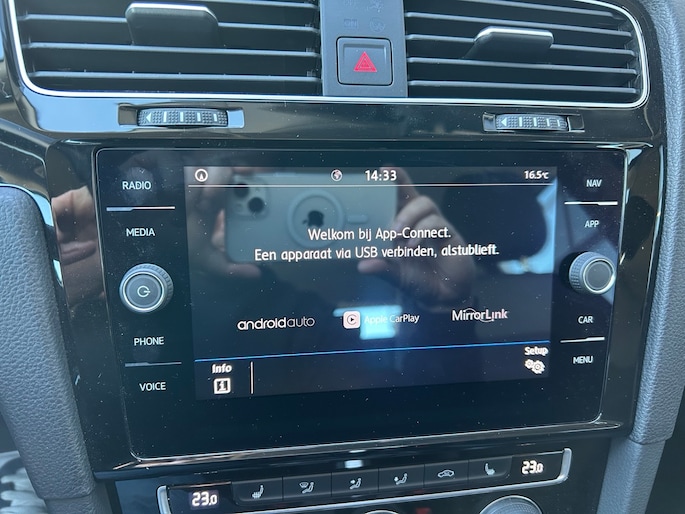 14:33
16.5°C
RADIO
NAV
MEDIA
APP
Welkom bij App-Connect.
Een apparaat via USB verbinden, alstublieft.
androidauto
Apple CarPlay
MirrorLink
PHONE
CAR
VOICE
MENU
Info
Setup
23.0
23.0